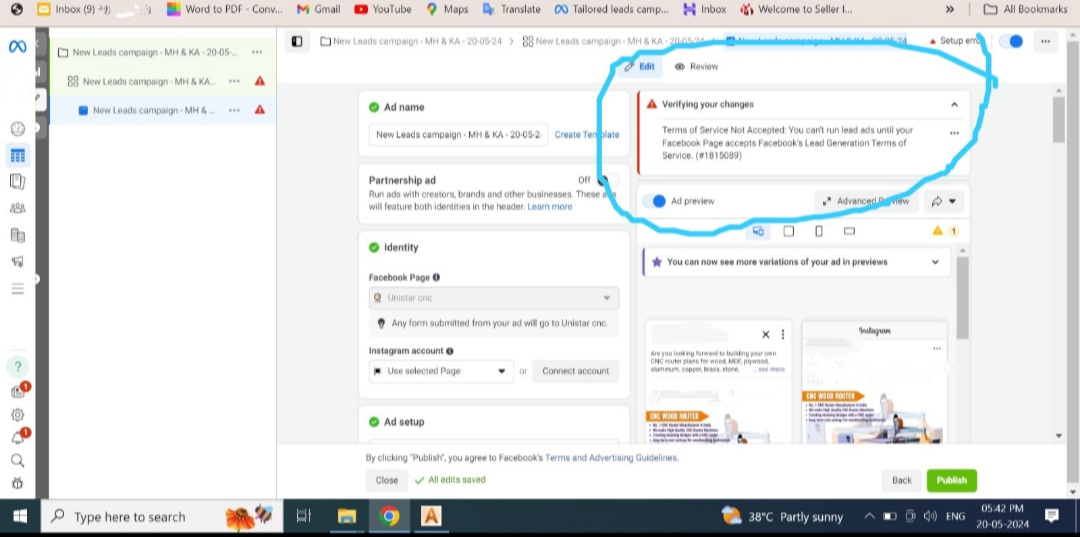 Inbox (9)
Word to PDF - Conv...
Gmail
YouTube
Maps
Translate
Tailored leads camp...
Inbox
Welcome to Seller I...
»
All Bookmarks
New Leads campaign - MH & KA - 20-05-...
New Leads campaign - MH & KA...
New Leads campaign - MH & ...
New Leads campaign - MH & KA - 20-05-24 > New Leads campaign - MH & KA - 20-05-24
Setup error
Edit
Review
Ad name
New Leads campaign - MH & KA - 20-05-2
Create Template
Partnership ad
Off
Run ads with creators, brands and other businesses. These ads
will feature both identities in the header. Learn more
Identity
Facebook Page
Unistar cnc
Any form submitted from your ad will go to Unistar cnc.
Instagram account
Use selected Page
or
Connect account
Ad setup
Verifying your changes
Terms of Service Not Accepted: You can't run lead ads until your
Facebook Page accepts Facebook's Lead Generation Terms of
Service. (#1815089)
Ad preview
Advanced Preview
1
You can now see more variations of your ad in previews
Are you looking forward to building your own
CNC router plans for wood, MDF, plywood,
aluminum, copper, brass, stone, ...see more
CNC WOOD ROUTER
Instagram
CNC WOOD ROUTER
By clicking "Publish", you agree to Facebook's Terms and Advertising Guidelines.
Close
All edits saved
Back
Publish
Type here to search
38°C Partly sunny
ENG
05:42 PM
20-05-2024